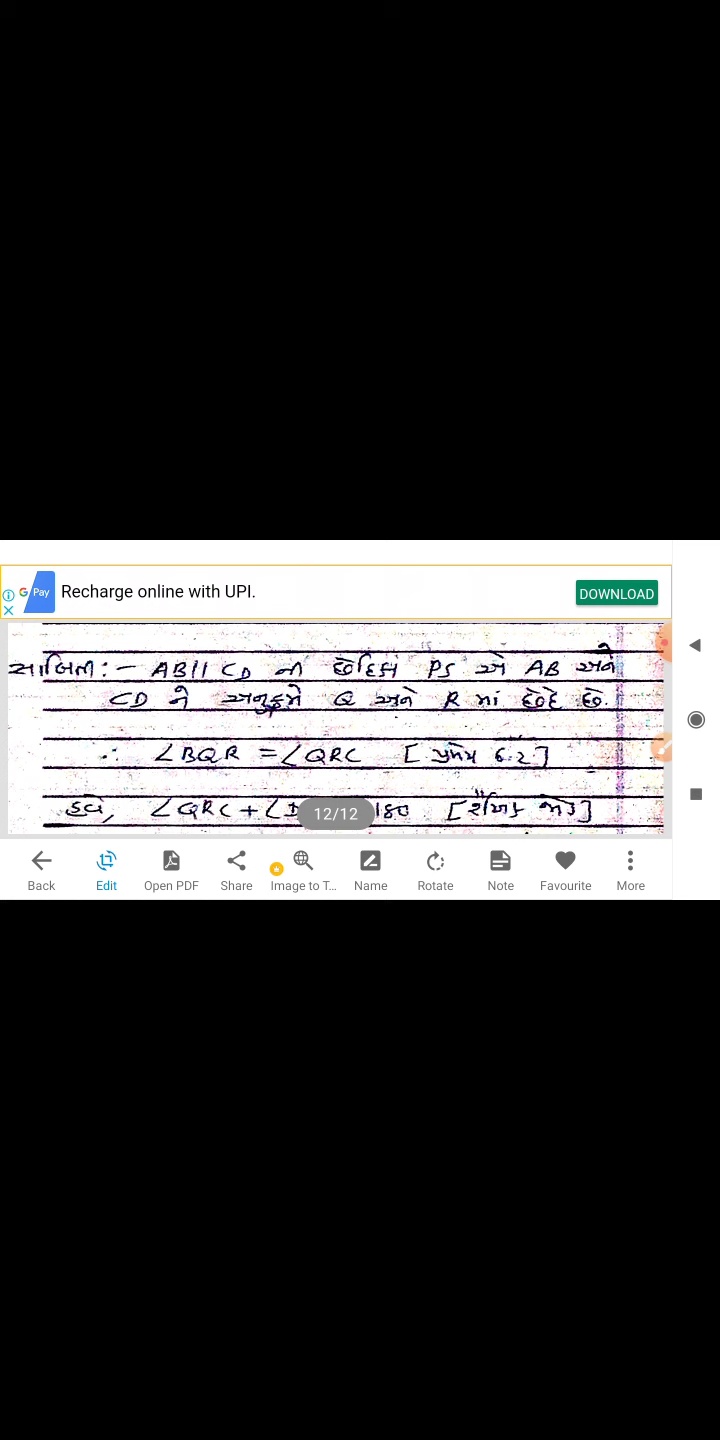 G Pay Recharge online with UPI. DOWNLOAD
સાબિતી:- AB||CD ની છેદિકા PS એ AB અને
CD ને અનુક્રમે Q અને R માં છેદે છે.
∴ ∠BQR = ∠QRC [પ્રમેય 6.2]
હવે, ∠QRC + ∠D 180 [રૈખિક જોડ]
12/12
Back Edit Open PDF Share Image to T... Name Rotate Note Favourite More